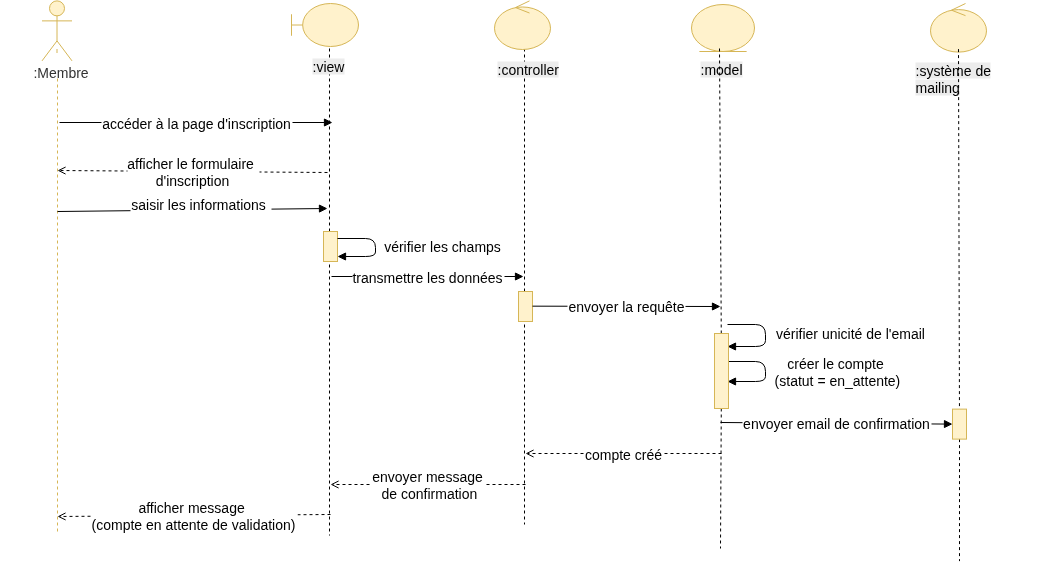 :Membre
:view
:controller
:model
:système de
mailing
accéder à la page d'inscription
afficher le formulaire
d'inscription
saisir les informations
vérifier les champs
transmettre les données
envoyer la requête
vérifier unicité de l'email
créer le compte
(statut = en_attente)
envoyer email de confirmation
compte créé
envoyer message
de confirmation
afficher message
(compte en attente de validation)